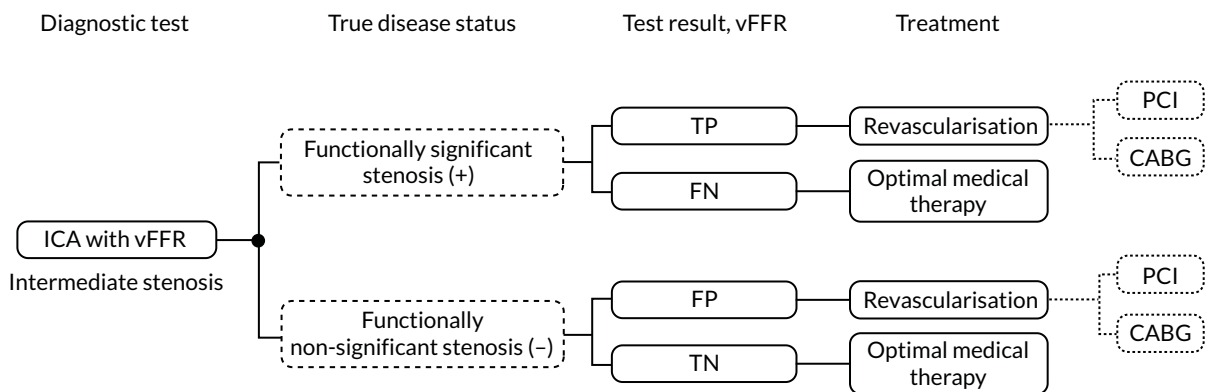 Diagnostic test
True disease status
Test result, vFFR
Treatment
ICA with vFFR
Intermediate stenosis
Functionally significant
stenosis (+)
TP
Revascularisation
PCI
CABG
FN
Optimal medical
therapy
Functionally
non-significant stenosis (–)
FP
Revascularisation
PCI
CABG
TN
Optimal medical
therapy